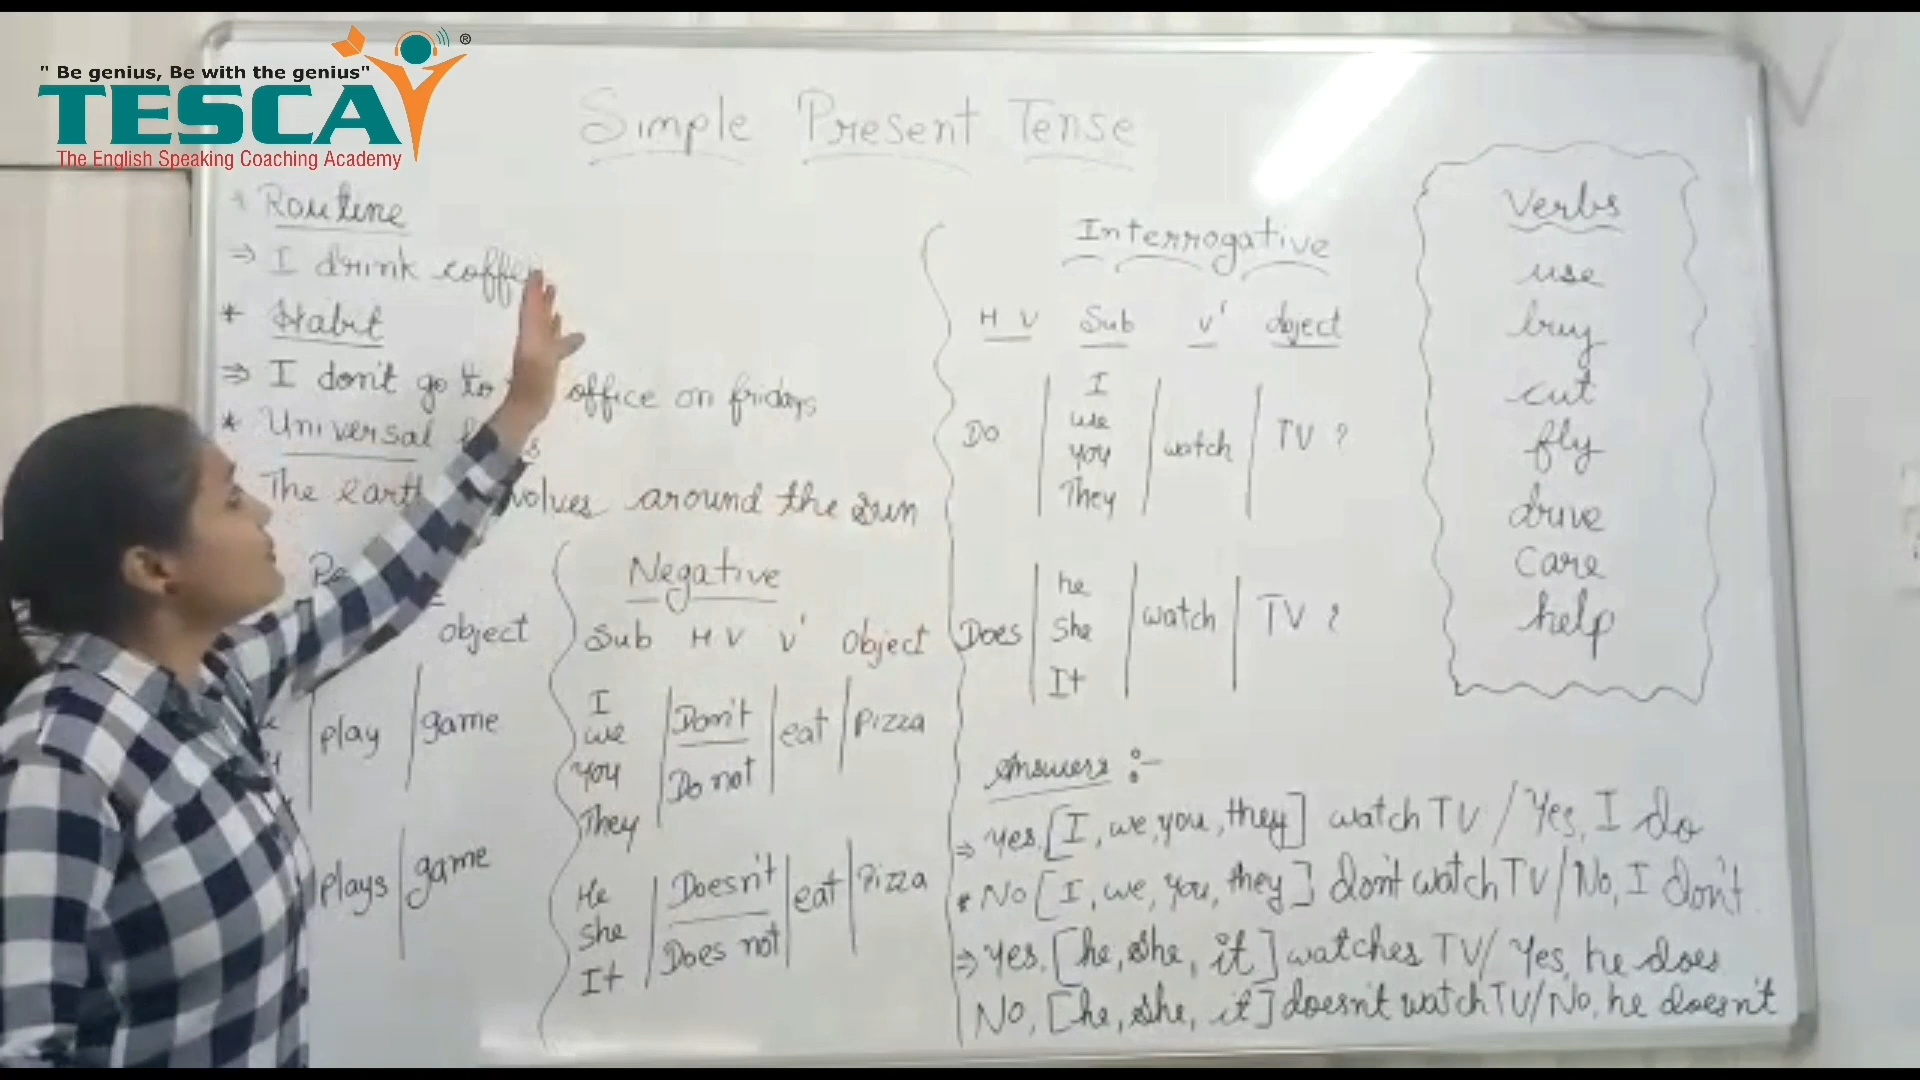 " Be genius, Be with the genius"
®
TESCA
The English Speaking Coaching Academy
Simple Present Tense
* Routine
⇒ I drink coffee
* Habit
⇒ I don't go to office on fridays
* Universal
The earth around the sun
object
play game
plays game
Negative
Sub H V V' Object
I
we
You
They
Don't
Do not
eat
Pizza
He
She
It
Doesn't
Does not
eat
Pizza
Interrogative
H V Sub V' object
Do
I
we
you
They
watch
TV ?
Does
he
She
It
watch
TV ?
Answers :-
⇒ Yes, [I, we, you, they] watch TV / Yes, I do
* No [I, we, you, they] don't watch TV / No, I don't
⇒ Yes, [he, she, it] watches TV / Yes, he does
No, [he, she, it] doesn't watch TV / No, he doesn't
Verbs
use
buy
cut
fly
drive
care
help